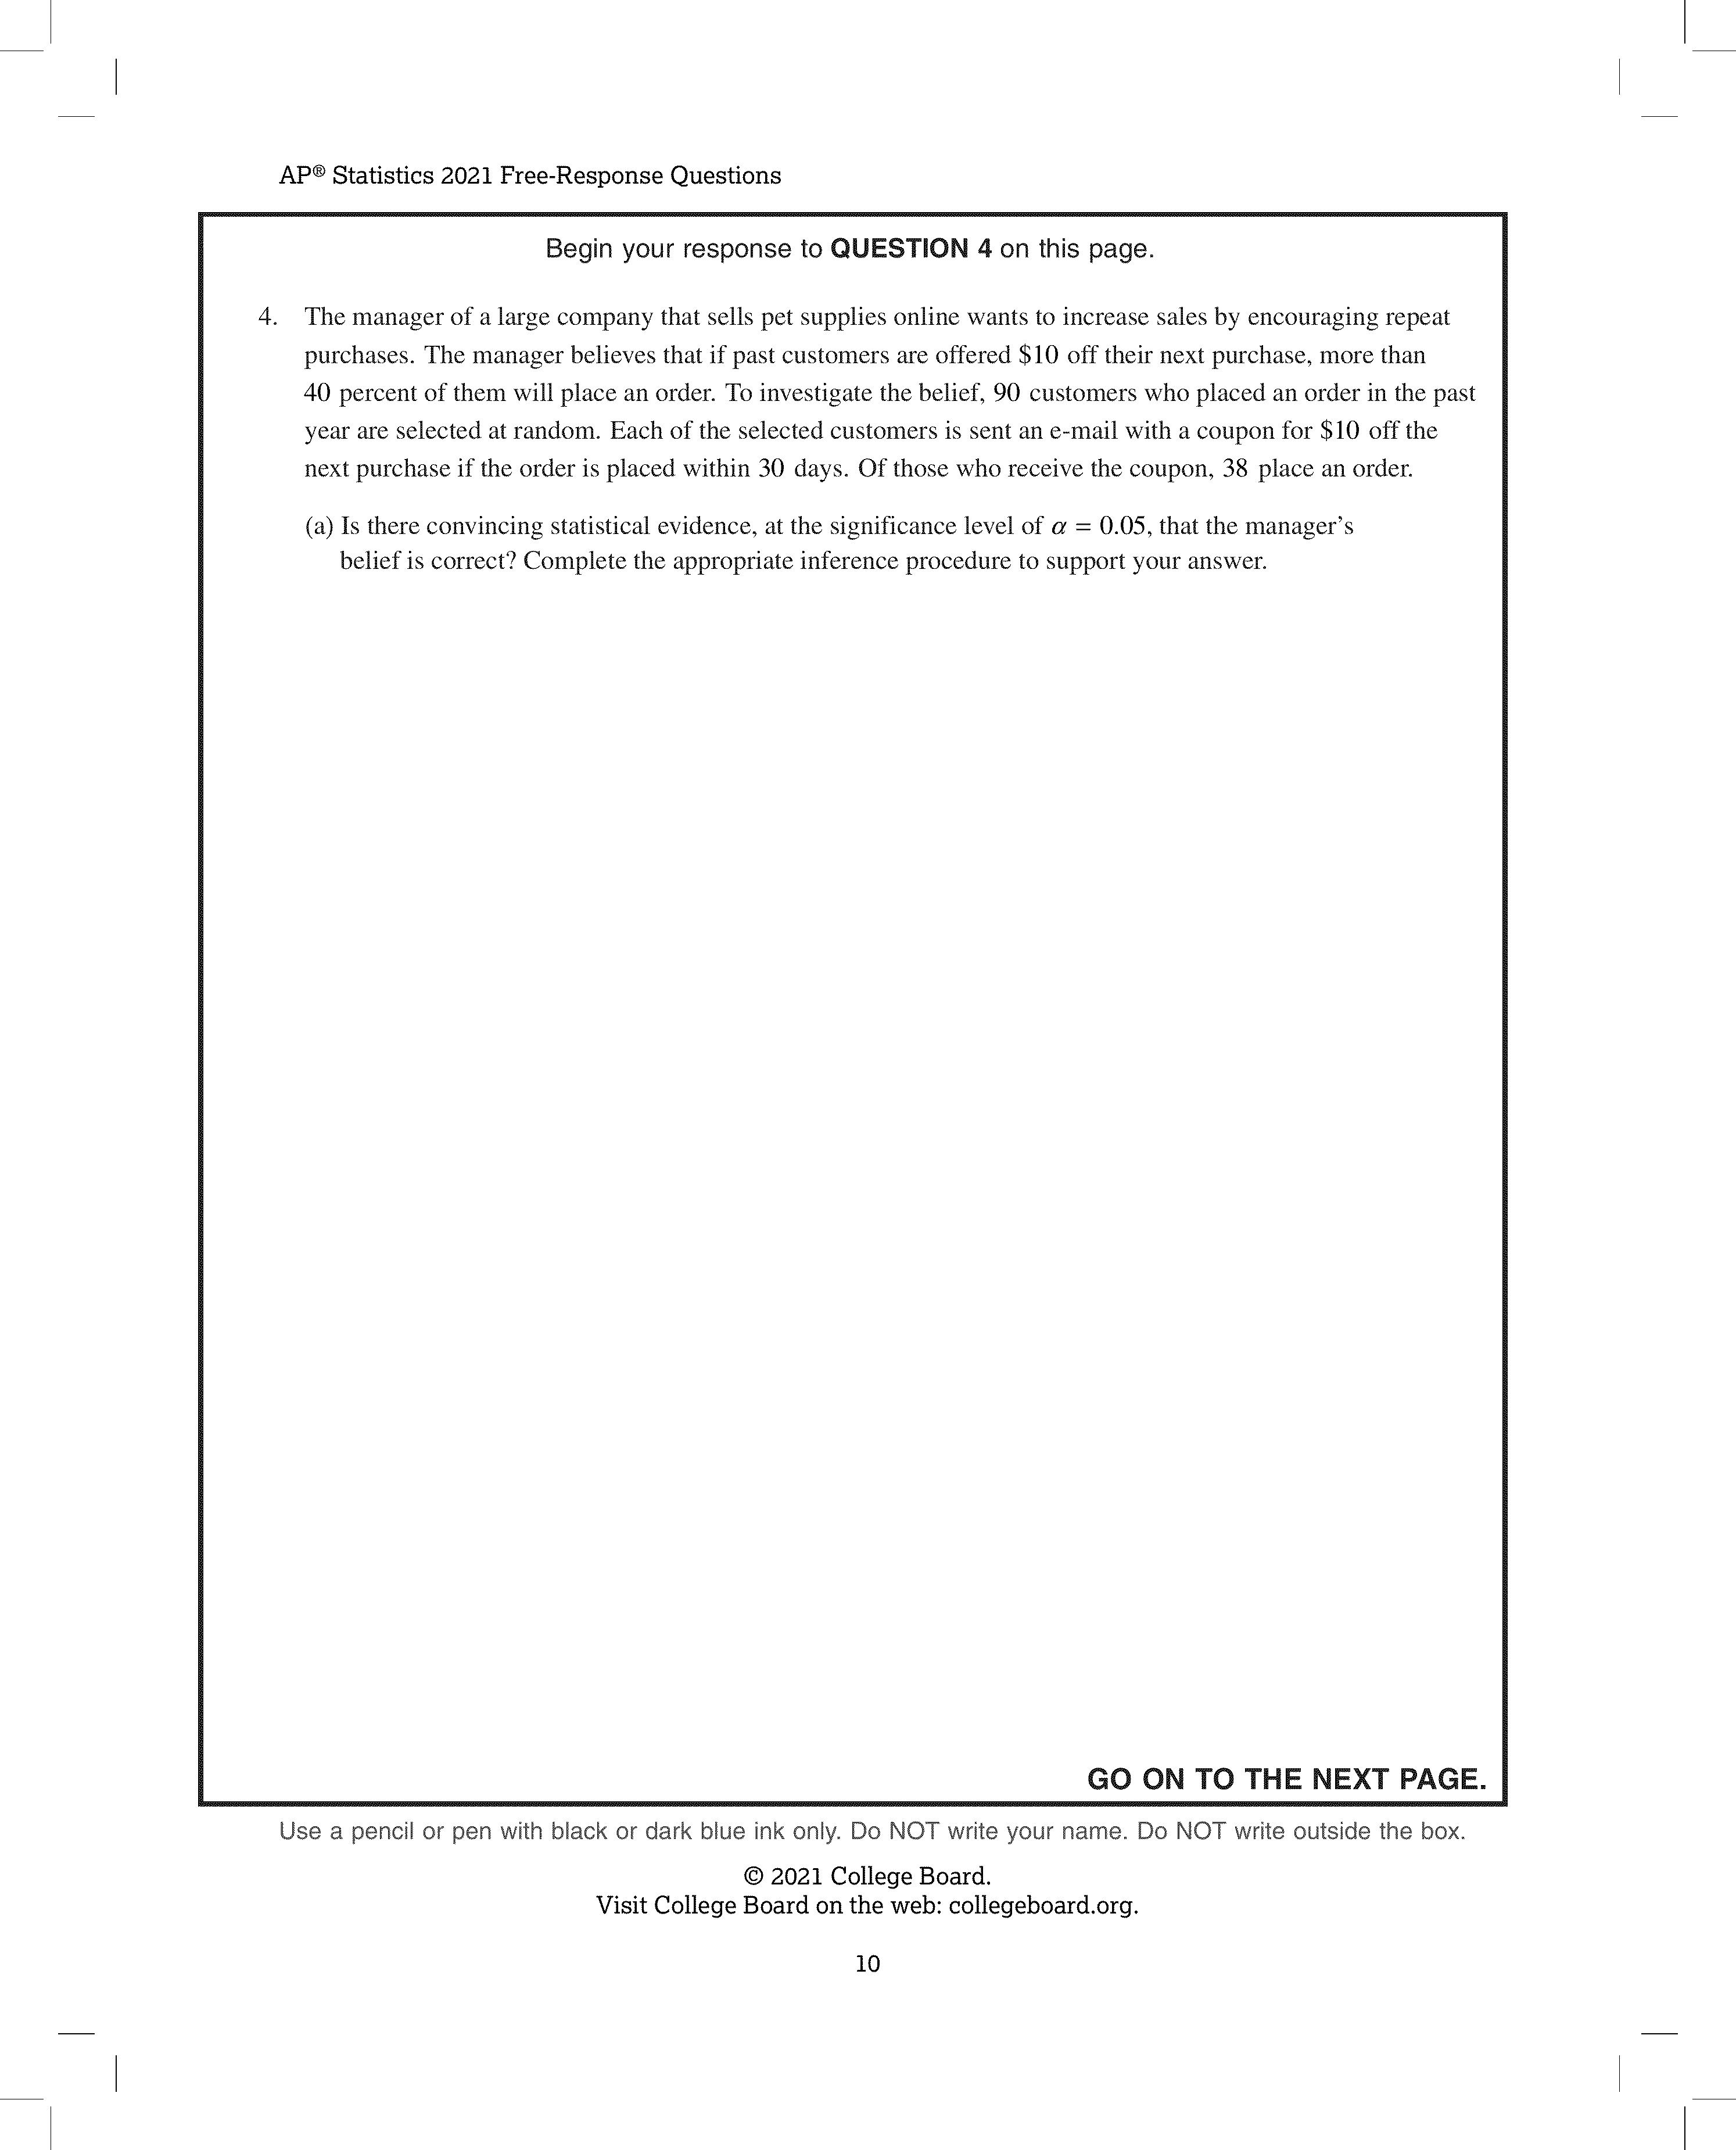 AP® Statistics 2021 Free-Response Questions
Begin your response to QUESTION 4 on this page.
4. The manager of a large company that sells pet supplies online wants to increase sales by encouraging repeat
purchases. The manager believes that if past customers are offered $10 off their next purchase, more than
40 percent of them will place an order. To investigate the belief, 90 customers who placed an order in the past
year are selected at random. Each of the selected customers is sent an e-mail with a coupon for $10 off the
next purchase if the order is placed within 30 days. Of those who receive the coupon, 38 place an order.
(a) Is there convincing statistical evidence, at the significance level of α = 0.05, that the manager’s
belief is correct? Complete the appropriate inference procedure to support your answer.
GO ON TO THE NEXT PAGE.
Use a pencil or pen with black or dark blue ink only. Do NOT write your name. Do NOT write outside the box.
© 2021 College Board.
Visit College Board on the web: collegeboard.org.
10